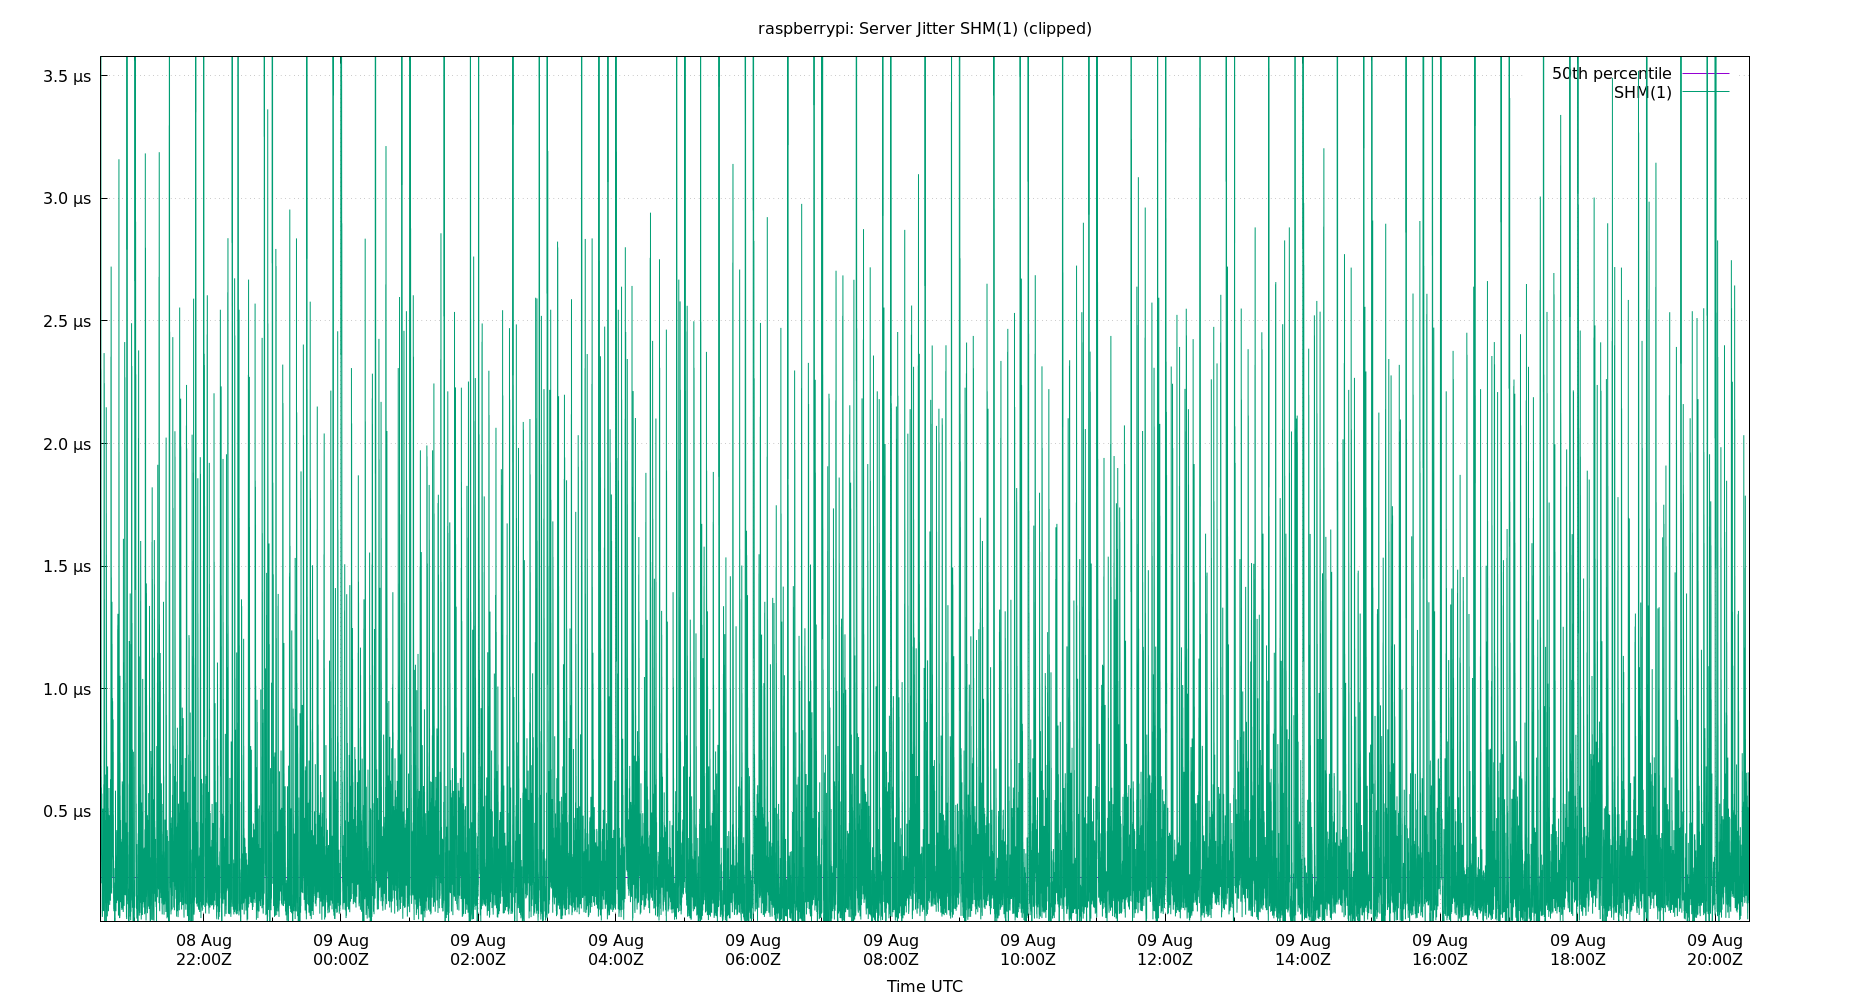 raspberrypi: Server Jitter SHM(1) (clipped)
3.5 μs
3.0 μs
2.5 μs
2.0 μs
1.5 μs
1.0 μs
0.5 μs
50th percentile
SHM(1)
08 Aug
22:00Z
09 Aug
00:00Z
09 Aug
02:00Z
09 Aug
04:00Z
09 Aug
06:00Z
09 Aug
08:00Z
09 Aug
10:00Z
09 Aug
12:00Z
09 Aug
14:00Z
09 Aug
16:00Z
09 Aug
18:00Z
09 Aug
20:00Z
Time UTC